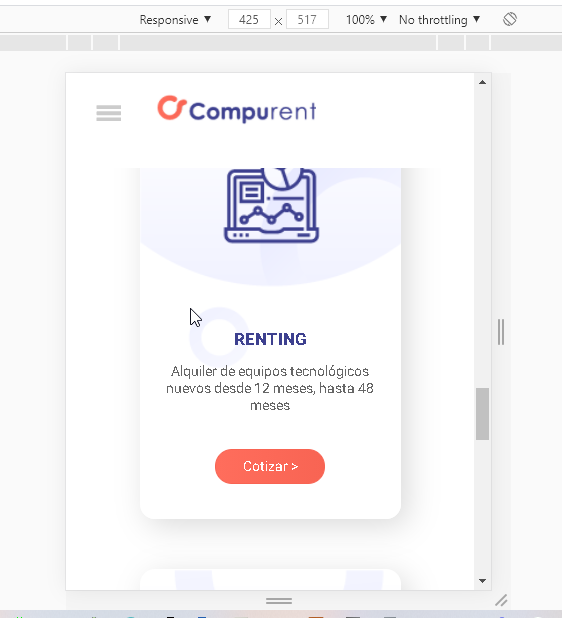 Responsive ▼ 425 × 517 100% ▼ No throttling ▼
Compurent
RENTING
Alquiler de equipos tecnológicos
nuevos desde 12 meses, hasta 48
meses
Cotizar >